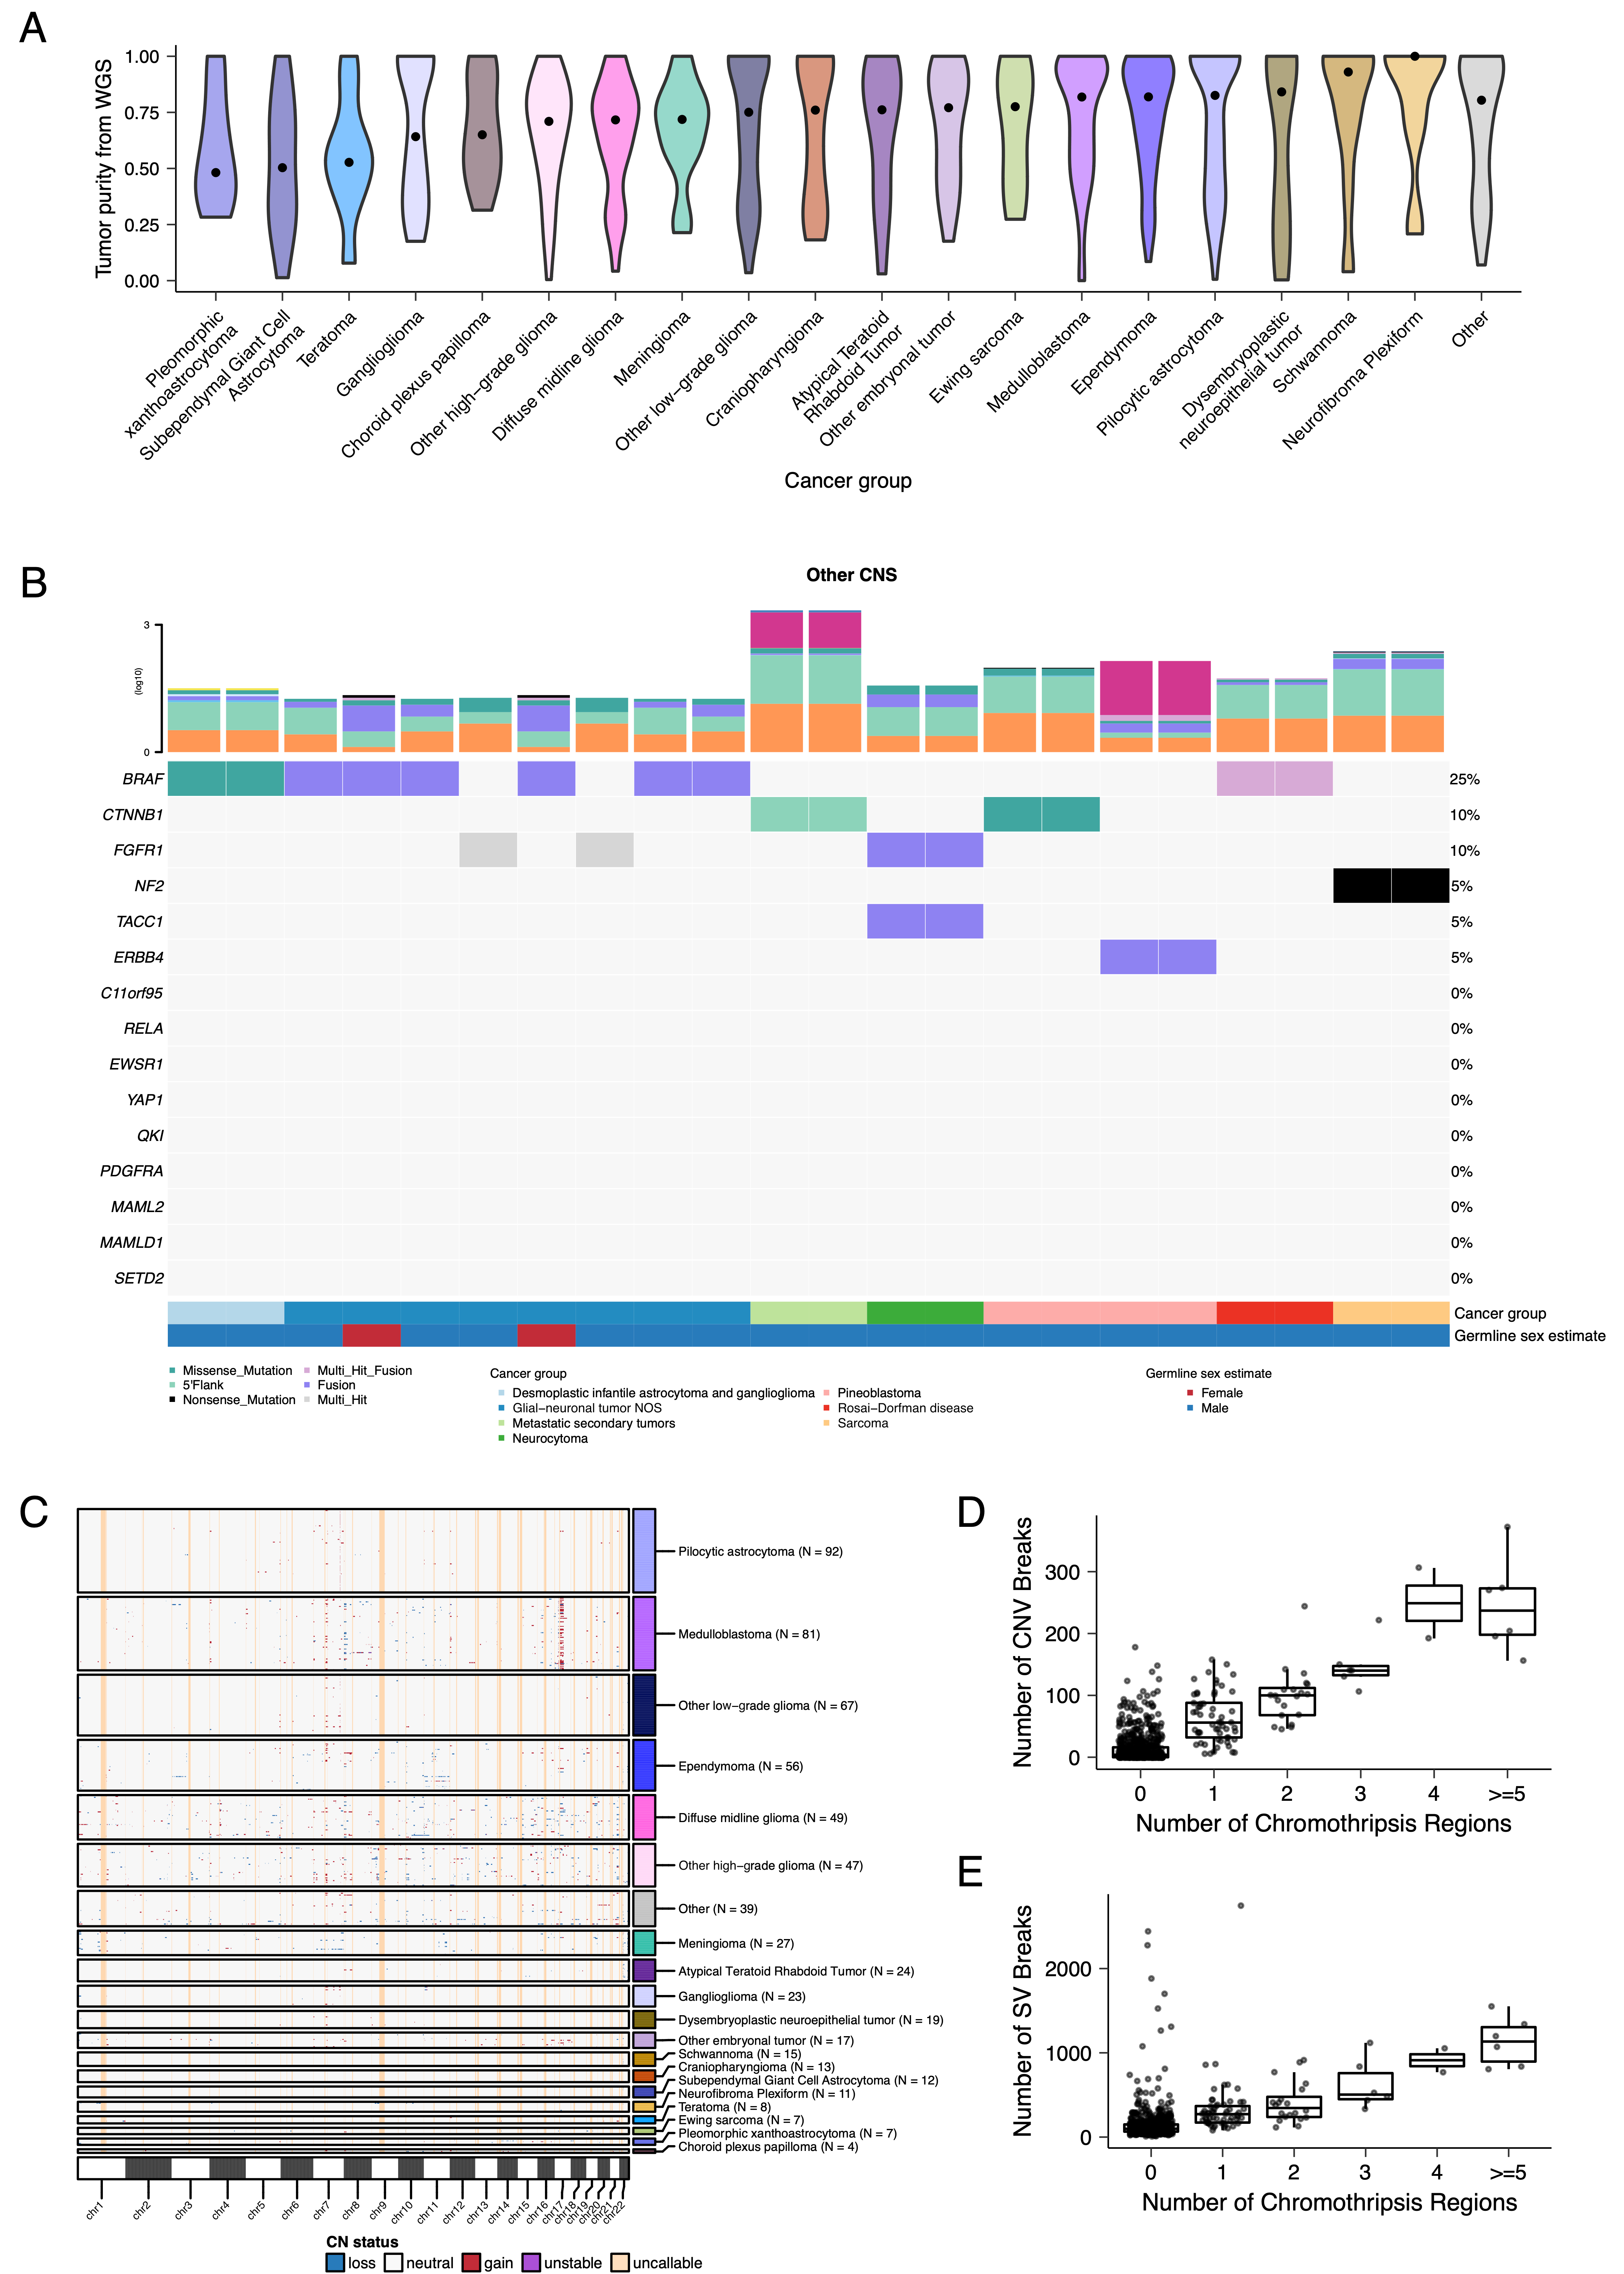 A
Tumor purity from WGS
1.00
0.75
0.50
0.25
0.00
Pleomorphic
xanthoastrocytoma
Subependymal Giant Cell
Astrocytoma
Teratoma
Ganglioglioma
Choroid plexus papilloma
Other high−grade glioma
Diffuse midline glioma
Meningioma
Other low−grade glioma
Craniopharyngioma
Atypical Teratoid
Rhabdoid Tumor
Other embryonal tumor
Ewing sarcoma
Medulloblastoma
Ependymoma
Pilocytic astrocytoma
Dysembryoplastic
neuroepithelial tumor
Schwannoma
Neurofibroma Plexiform
Other
Cancer group
B
Other CNS
3
(log10)
0
BRAF 25%
CTNNB1 10%
FGFR1 10%
NF2 5%
TACC1 5%
ERBB4 5%
C11orf95 0%
RELA 0%
EWSR1 0%
YAP1 0%
QKI 0%
PDGFRA 0%
MAML2 0%
MAMLD1 0%
SETD2 0%
Cancer group
Germline sex estimate
Missense_Mutation
5'Flank
Nonsense_Mutation
Multi_Hit_Fusion
Fusion
Multi_Hit
Cancer group
Desmoplastic infantile astrocytoma and ganglioglioma
Glial−neuronal tumor NOS
Metastatic secondary tumors
Neurocytoma
Pineoblastoma
Rosai−Dorfman disease
Sarcoma
Germline sex estimate
Female
Male
C
Pilocytic astrocytoma (N = 92)
Medulloblastoma (N = 81)
Other low−grade glioma (N = 67)
Ependymoma (N = 56)
Diffuse midline glioma (N = 49)
Other high−grade glioma (N = 47)
Other (N = 39)
Meningioma (N = 27)
Atypical Teratoid Rhabdoid Tumor (N = 24)
Ganglioglioma (N = 23)
Dysembryoplastic neuroepithelial tumor (N = 19)
Other embryonal tumor (N = 17)
Schwannoma (N = 15)
Craniopharyngioma (N = 13)
Subependymal Giant Cell Astrocytoma (N = 12)
Neurofibroma Plexiform (N = 11)
Teratoma (N = 8)
Ewing sarcoma (N = 7)
Pleomorphic xanthoastrocytoma (N = 7)
Choroid plexus papilloma (N = 4)
chr1
chr2
chr3
chr4
chr5
chr6
chr7
chr8
chr9
chr10
chr11
chr12
chr13
chr14
chr15
chr16
chr17
chr18
chr19
chr20
chr21
chr22
CN status
loss neutral gain unstable uncallable
D
Number of CNV Breaks
300
200
100
0
0 1 2 3 4 >=5
Number of Chromothripsis Regions
E
Number of SV Breaks
2000
1000
0
0 1 2 3 4 >=5
Number of Chromothripsis Regions